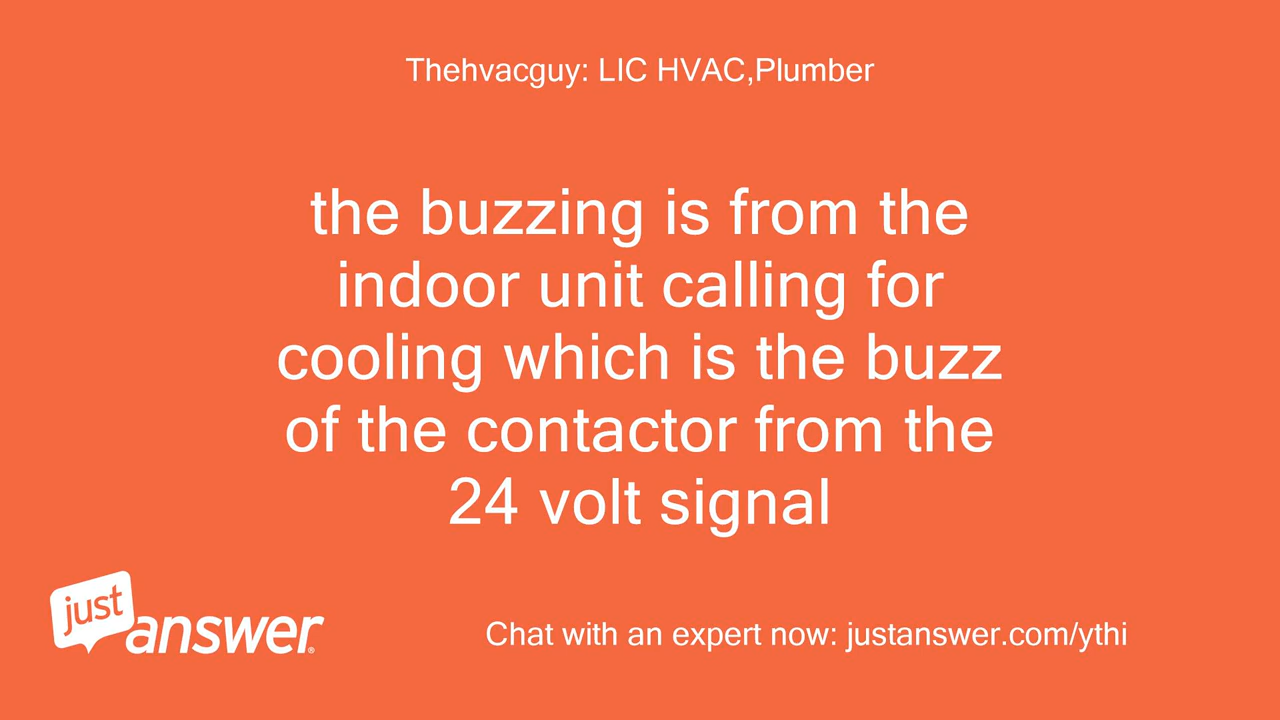 Thehvacguy: LIC HVAC,Plumber
the buzzing is from the
indoor unit calling for
cooling which is the buzz
of the contactor from the
24 volt signal
just
answer®
Chat with an expert now: justanswer.com/ythi